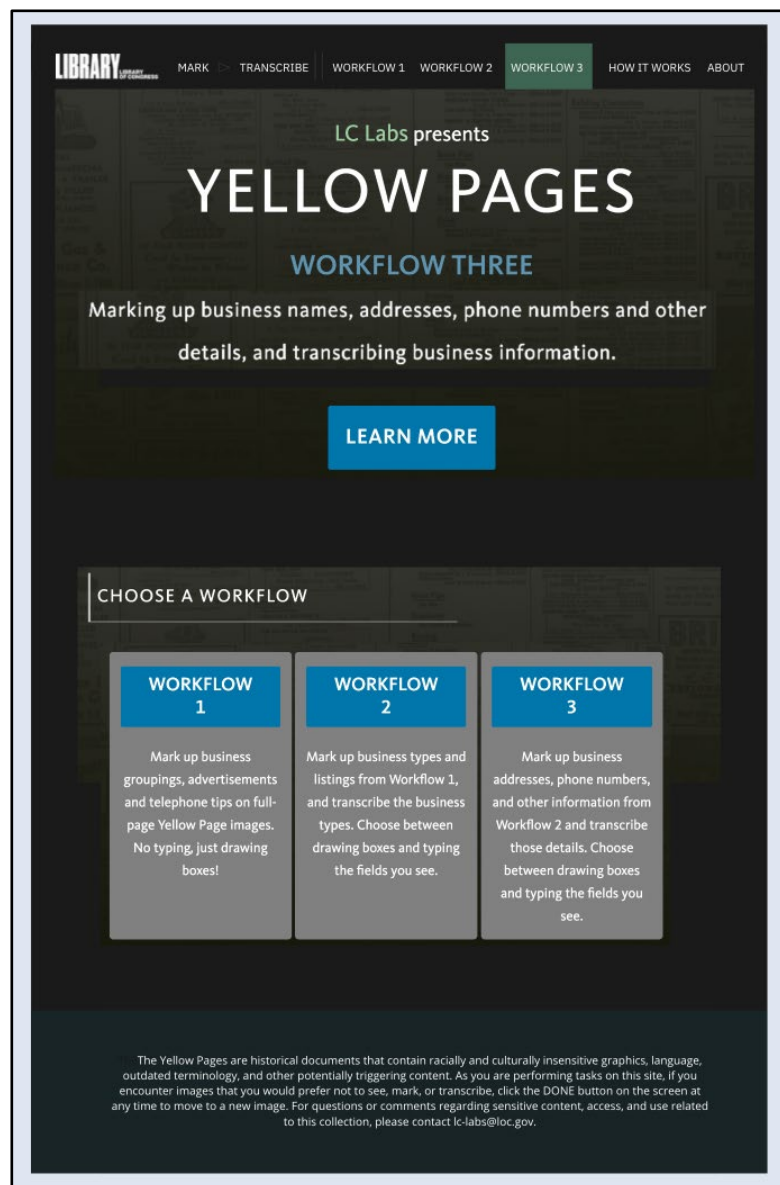 LIBRARY LIBRARY OF CONGRESS MARK TRANSCRIBE WORKFLOW 1 WORKFLOW 2 WORKFLOW 3 HOW IT WORKS ABOUT
LC Labs presents
YELLOW PAGES
WORKFLOW THREE
Marking up business names, addresses, phone numbers and other
details, and transcribing business information.
LEARN MORE
CHOOSE A WORKFLOW
WORKFLOW
1
Mark up business
groupings, advertisements
and telephone tips on full-
page Yellow Page images.
No typing, just drawing
boxes!
WORKFLOW
2
Mark up business types and
listings from Workflow 1,
and transcribe the business
types. Choose between
drawing boxes and typing
the fields you see.
WORKFLOW
3
Mark up business
addresses, phone numbers,
and other information from
Workflow 2 and transcribe
those details. Choose
between drawing boxes
and typing the fields you
see.
The Yellow Pages are historical documents that contain racially and culturally insensitive graphics, language,
outdated terminology, and other potentially triggering content. As you are performing tasks on this site, if you
encounter images that you would prefer not to see, mark, or transcribe, click the DONE button on the screen at
any time to move to a new image. For questions or comments regarding sensitive content, access, and use related
to this collection, please contact lc-labs@loc.gov.